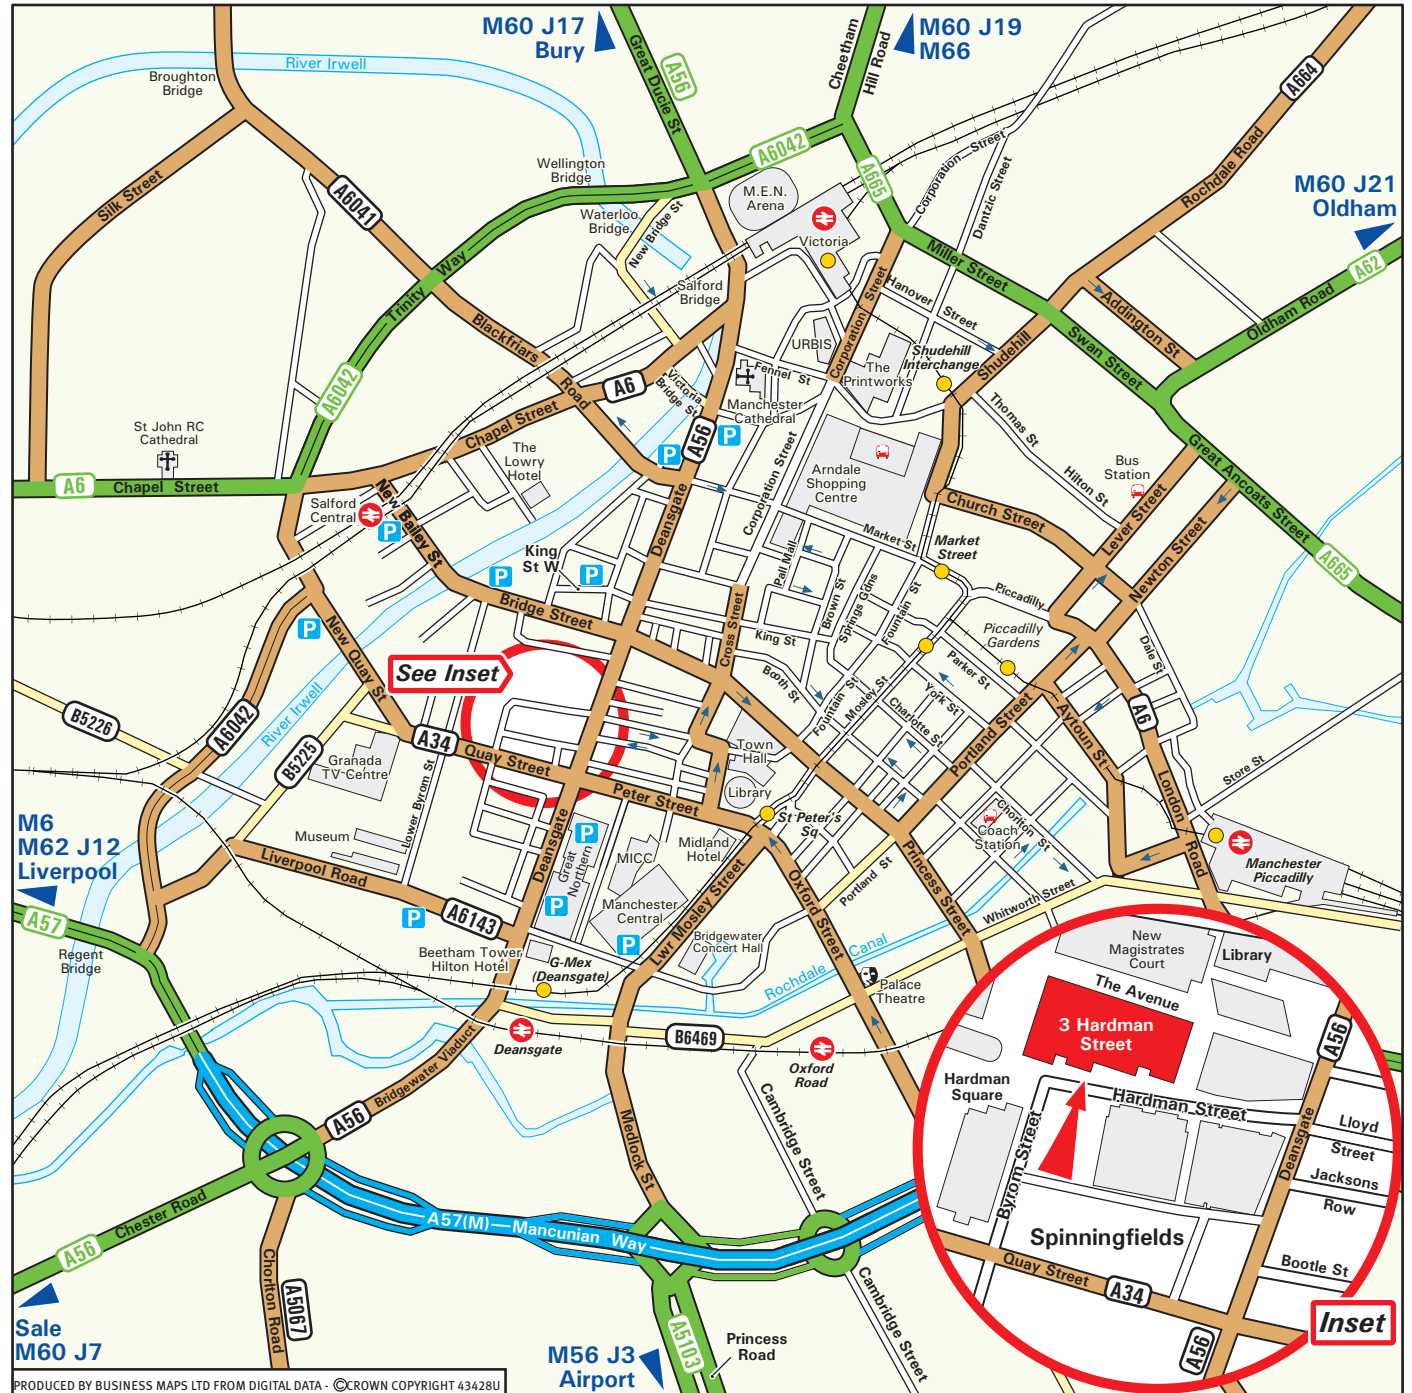 M60 J17
Bury
Great Ducie St
A56
Cheetham
Hill Road
M60 J19
M66
A664
River Irwell
Broughton
Bridge
A6042
A665
Corporation Street
Dantzic Street
Rochdale Road
M60 J21
Oldham
Wellington
Bridge
M.E.N.
Arena
Silk Street
A6041
Waterloo
Bridge
New Bridge St
Victoria
Miller Street
A62
Trinity Way
Salford
Bridge
Corporation Street
Hanover Street
Addington St
Oldham Road
Blackfriars Road
URBIS
Shudehill
Interchange
Shudehill
Swan Street
The
Printworks
Fennel St
A6042
A6
Victoria
Bridge St
Manchester
Cathedral
Thomas St
St John RC
Cathedral
Chapel Street
The
Lowry
Hotel
P
P
A56
Arndale
Shopping
Centre
Hilton St
Bus
Station
Great Ancoats Street
A6
Chapel Street
New Bailey St
Salford
Central
P
Deansgate
Corporation Street
Church Street
Lever Street
Newton Street
Market St
Market
Street
A665
King
St W
P
P
Pall Mall
Brown St
Springs Gdns
Fountain St
Piccadilly
Bridge Street
Cross Street
King St
Piccadilly
Gardens
Dale St
P
New Quay St
See Inset
Booth St
Fountain St
Mosley St
Parker St
York St
Charlotte St
Portland Street
Aytoun St
A6
B5226
A6042
River Irwell
B5225
A34
Quay Street
Town
Hall
Granada
TV Centre
Lower Byrom St
Peter Street
Library
St Peter's
Sq
London Road
Store St
M6
M62 J12
Liverpool
Museum
Deansgate
P
Great
Northern
MICC
Midland
Hotel
Chorlton St
Coach
Station
Manchester
Piccadilly
Liverpool Road
Princess Street
Portland St
Whitworth Street
A57
P
A6143
P
Manchester
Central
P
Lwr Mosley Street
Oxford Street
Bridgewater
Concert Hall
Regent
Bridge
Beetham Tower
Hilton Hotel
G-Mex
(Deansgate)
Rochdale Canal
Palace
Theatre
Deansgate
B6469
Oxford
Road
Bridgewater Viaduct
A56
Medlock St
Cambridge Street
Chester Road
A56
A57(M)—Mancunian Way
Cambridge Street
Chorlton Road
A5067
Sale
M60 J7
M56 J3
Airport
A5103
Princess
Road
New
Magistrates
Court
Library
The Avenue
3 Hardman
Street
A56
Hardman
Square
Hardman Street
Byrom Street
Deansgate
Lloyd
Street
Jacksons
Row
Spinningfields
Quay Street
A34
Bootle St
A56
Inset
PRODUCED BY BUSINESS MAPS LTD FROM DIGITAL DATA - ©CROWN COPYRIGHT 43428U